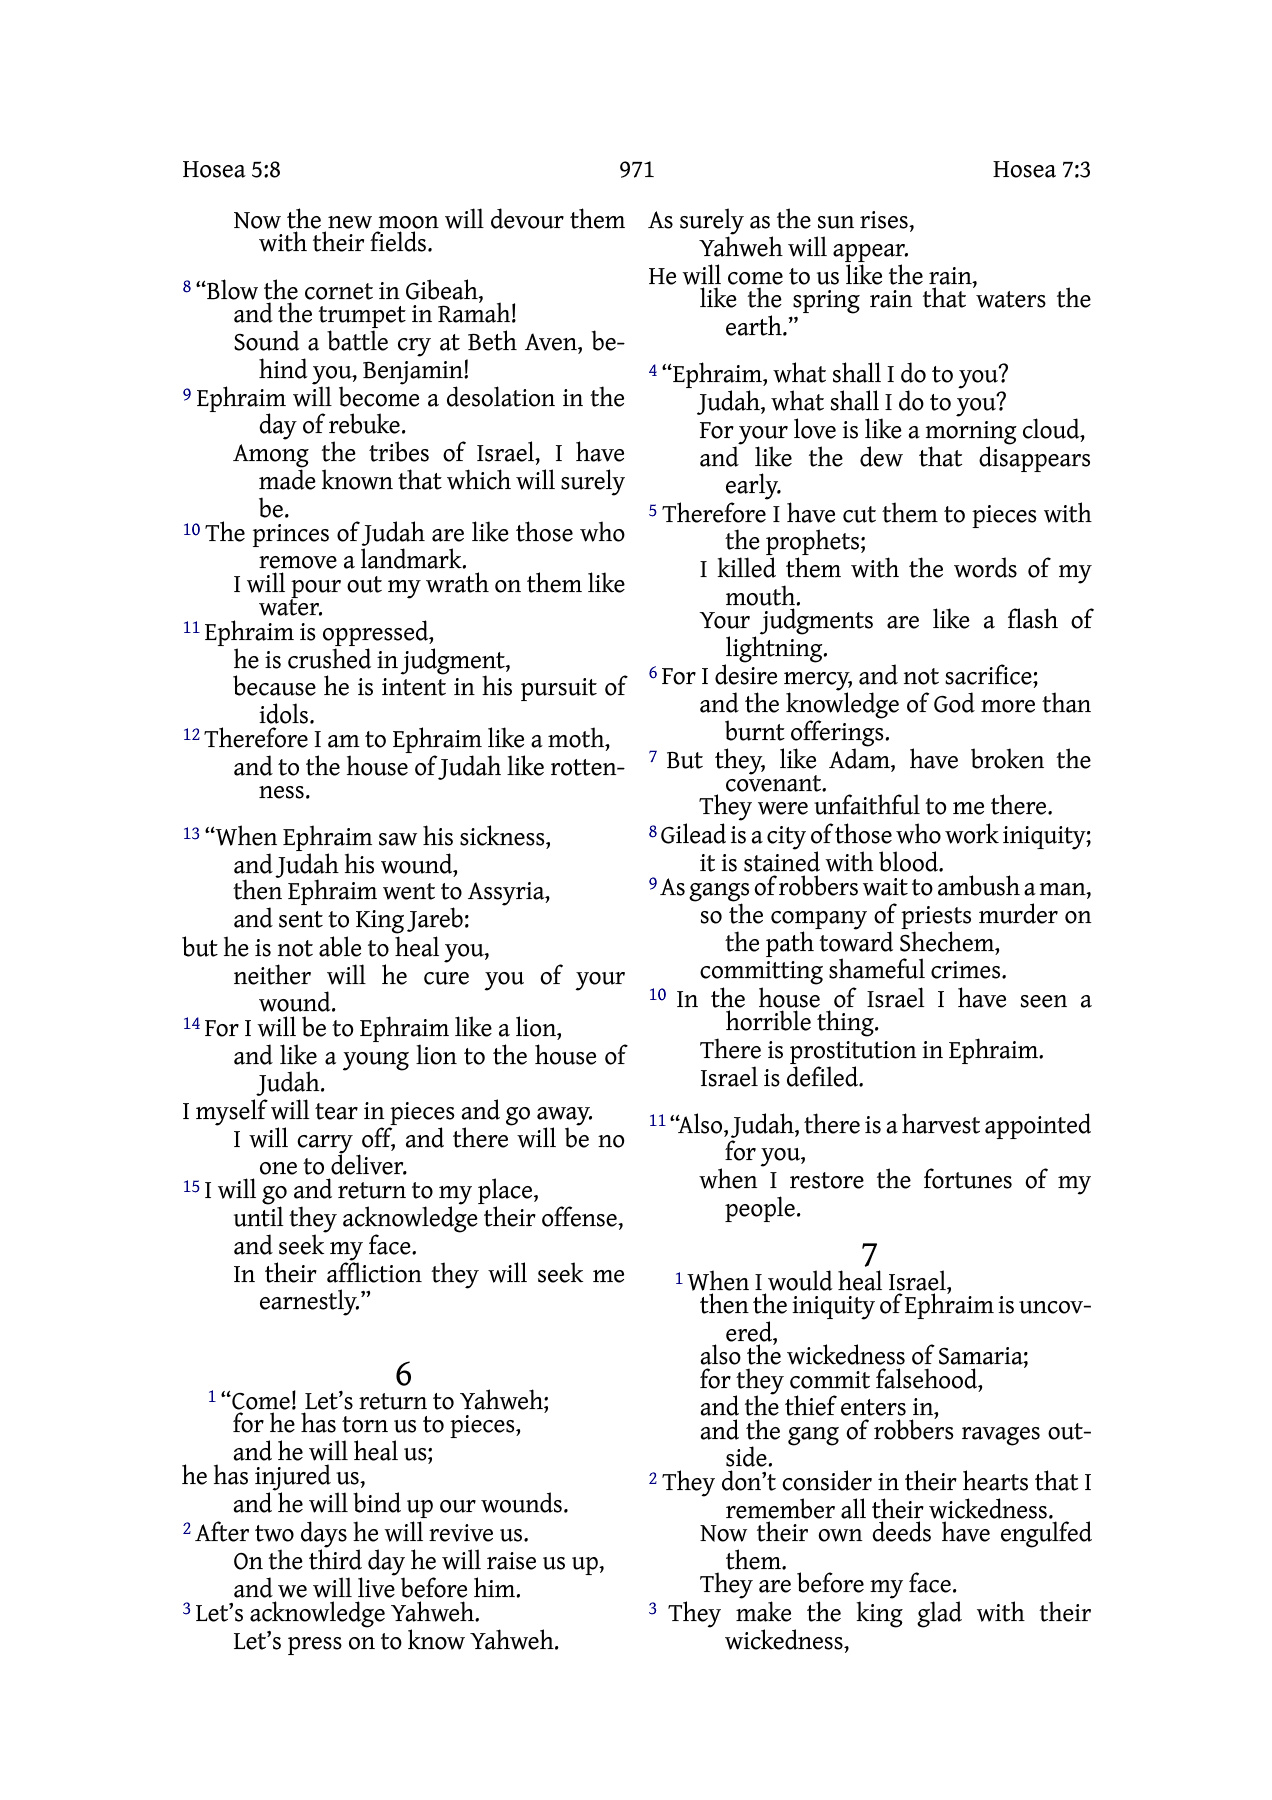 Hosea 5:8
971
Hosea 7:3
Now the new moon will devour them
with their fields.
8 “Blow the cornet in Gibeah,
and the trumpet in Ramah!
Sound a battle cry at Beth Aven, be-
hind you, Benjamin!
9 Ephraim will become a desolation in the
day of rebuke.
Among the tribes of Israel, I have
made known that which will surely
be.
10 The princes of Judah are like those who
remove a landmark.
I will pour out my wrath on them like
water.
11 Ephraim is oppressed,
he is crushed in judgment,
because he is intent in his pursuit of
idols.
12 Therefore I am to Ephraim like a moth,
and to the house of Judah like rotten-
ness.
13 “When Ephraim saw his sickness,
and Judah his wound,
then Ephraim went to Assyria,
and sent to King Jareb:
but he is not able to heal you,
neither will he cure you of your
wound.
14 For I will be to Ephraim like a lion,
and like a young lion to the house of
Judah.
I myself will tear in pieces and go away.
I will carry off, and there will be no
one to deliver.
15 I will go and return to my place,
until they acknowledge their offense,
and seek my face.
In their affliction they will seek me
earnestly.”
6
1 “Come! Let’s return to Yahweh;
for he has torn us to pieces,
and he will heal us;
he has injured us,
and he will bind up our wounds.
2 After two days he will revive us.
On the third day he will raise us up,
and we will live before him.
3 Let’s acknowledge Yahweh.
Let’s press on to know Yahweh.
As surely as the sun rises,
Yahweh will appear.
He will come to us like the rain,
like the spring rain that waters the
earth.”
4 “Ephraim, what shall I do to you?
Judah, what shall I do to you?
For your love is like a morning cloud,
and like the dew that disappears
early.
5 Therefore I have cut them to pieces with
the prophets;
I killed them with the words of my
mouth.
Your judgments are like a flash of
lightning.
6 For I desire mercy, and not sacrifice;
and the knowledge of God more than
burnt offerings.
7 But they, like Adam, have broken the
covenant.
They were unfaithful to me there.
8 Gilead is a city of those who work iniquity;
it is stained with blood.
9 As gangs of robbers wait to ambush a man,
so the company of priests murder on
the path toward Shechem,
committing shameful crimes.
10 In the house of Israel I have seen a
horrible thing.
There is prostitution in Ephraim.
Israel is defiled.
11 “Also, Judah, there is a harvest appointed
for you,
when I restore the fortunes of my
people.
7
1 When I would heal Israel,
then the iniquity of Ephraim is uncov-
ered,
also the wickedness of Samaria;
for they commit falsehood,
and the thief enters in,
and the gang of robbers ravages out-
side.
2 They don’t consider in their hearts that I
remember all their wickedness.
Now their own deeds have engulfed
them.
They are before my face.
3 They make the king glad with their
wickedness,